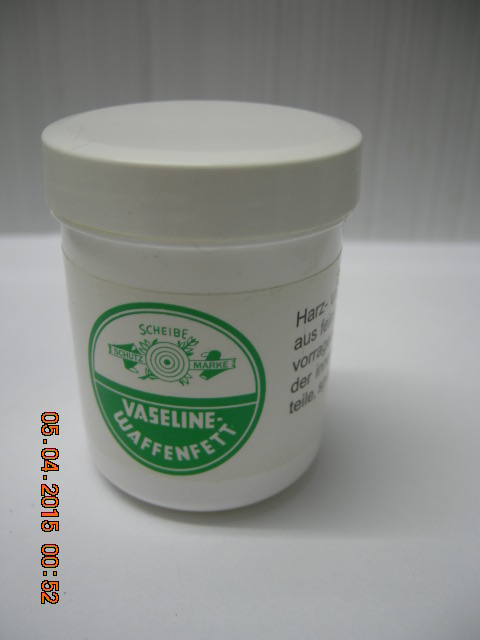 SCHEIBE
SCHUTZ MARKE
VASELINE-
WAFFENFETT
Harz-
aus
der
teile,
05.04.2015 00:52